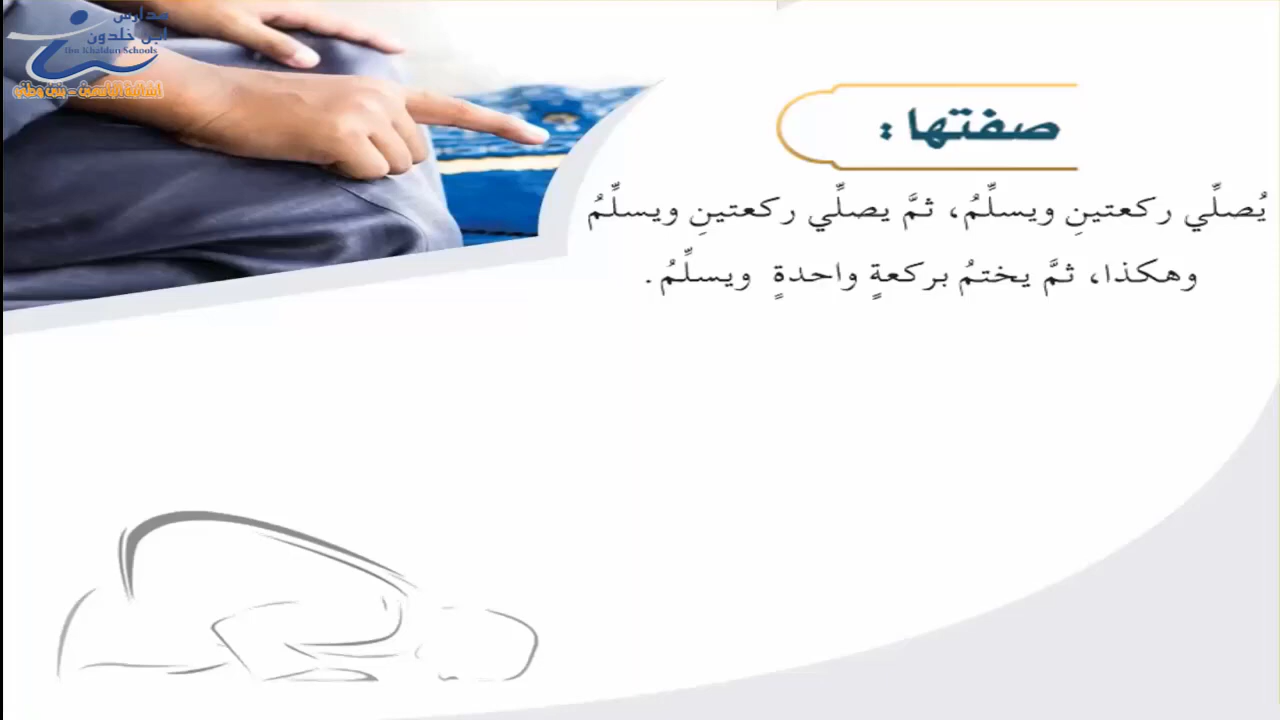 مدارس
ابن خلدون
Ibn Khaldun Schools
صفتها :
يُصلِّي ركعتينِ ويسلِّمُ، ثمَّ يصلِّي ركعتينِ ويسلِّمُ
وهكذا، ثمَّ يختمُ بركعةٍ واحدةٍ ويسلِّمُ.